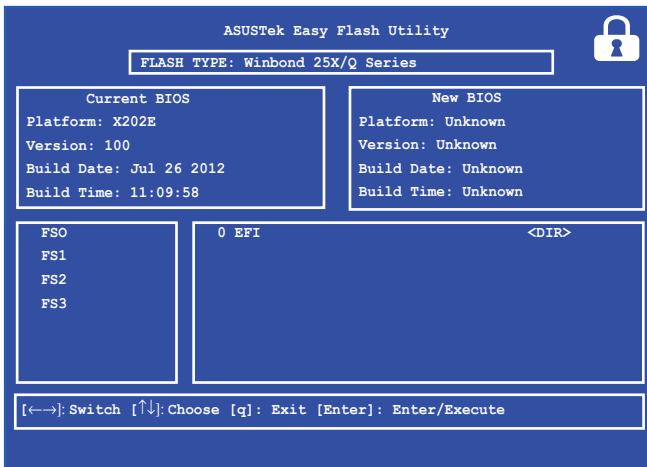 ASUSTek Easy Flash Utility
FLASH TYPE: Winbond 25X/Q Series
Current BIOS
Platform: X202E
Version: 100
Build Date: Jul 26 2012
Build Time: 11:09:58
New BIOS
Platform: Unknown
Version: Unknown
Build Date: Unknown
Build Time: Unknown
FSO
FS1
FS2
FS3
0 EFI <DIR>
[←→]: Switch [↑↓]: Choose [q]: Exit [Enter]: Enter/Execute